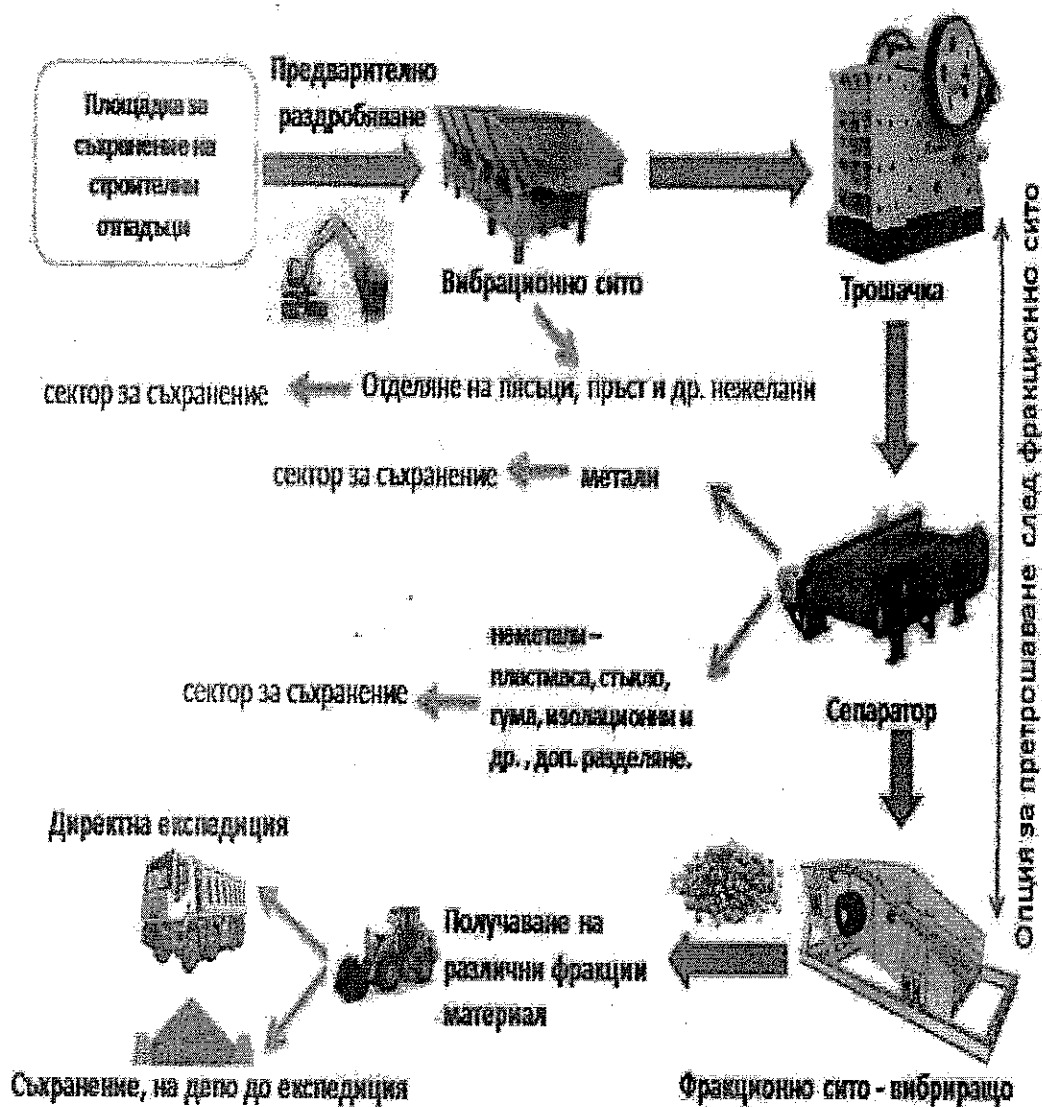 Площадка за
съхранение на
строителни
отпадъци
Предварително
раздробяване
Вибрационно сито
Трошачка
Отделяне на пясъци, пръст и др. нежелани
сектор за съхранение
метали
сектор за съхранение
неметали –
пластмаса, стъкло,
гума, изолационни и
др. , доп. разделяне.
сектор за съхранение
Сепаратор
Опция за претрошаване след фракционно сито
Директна експедиция
Получаване на
различни фракции
материал
Съхранение, на депо до експедиция
Фракционно сито - вибриращо